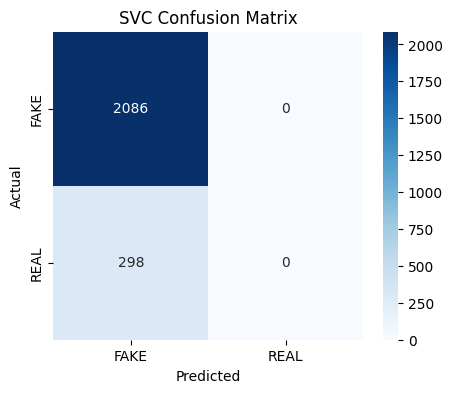 SVC Confusion Matrix
Actual
FAKE
2086
0
REAL
298
0
FAKE
REAL
Predicted
2000
1750
1500
1250
1000
750
500
250
0